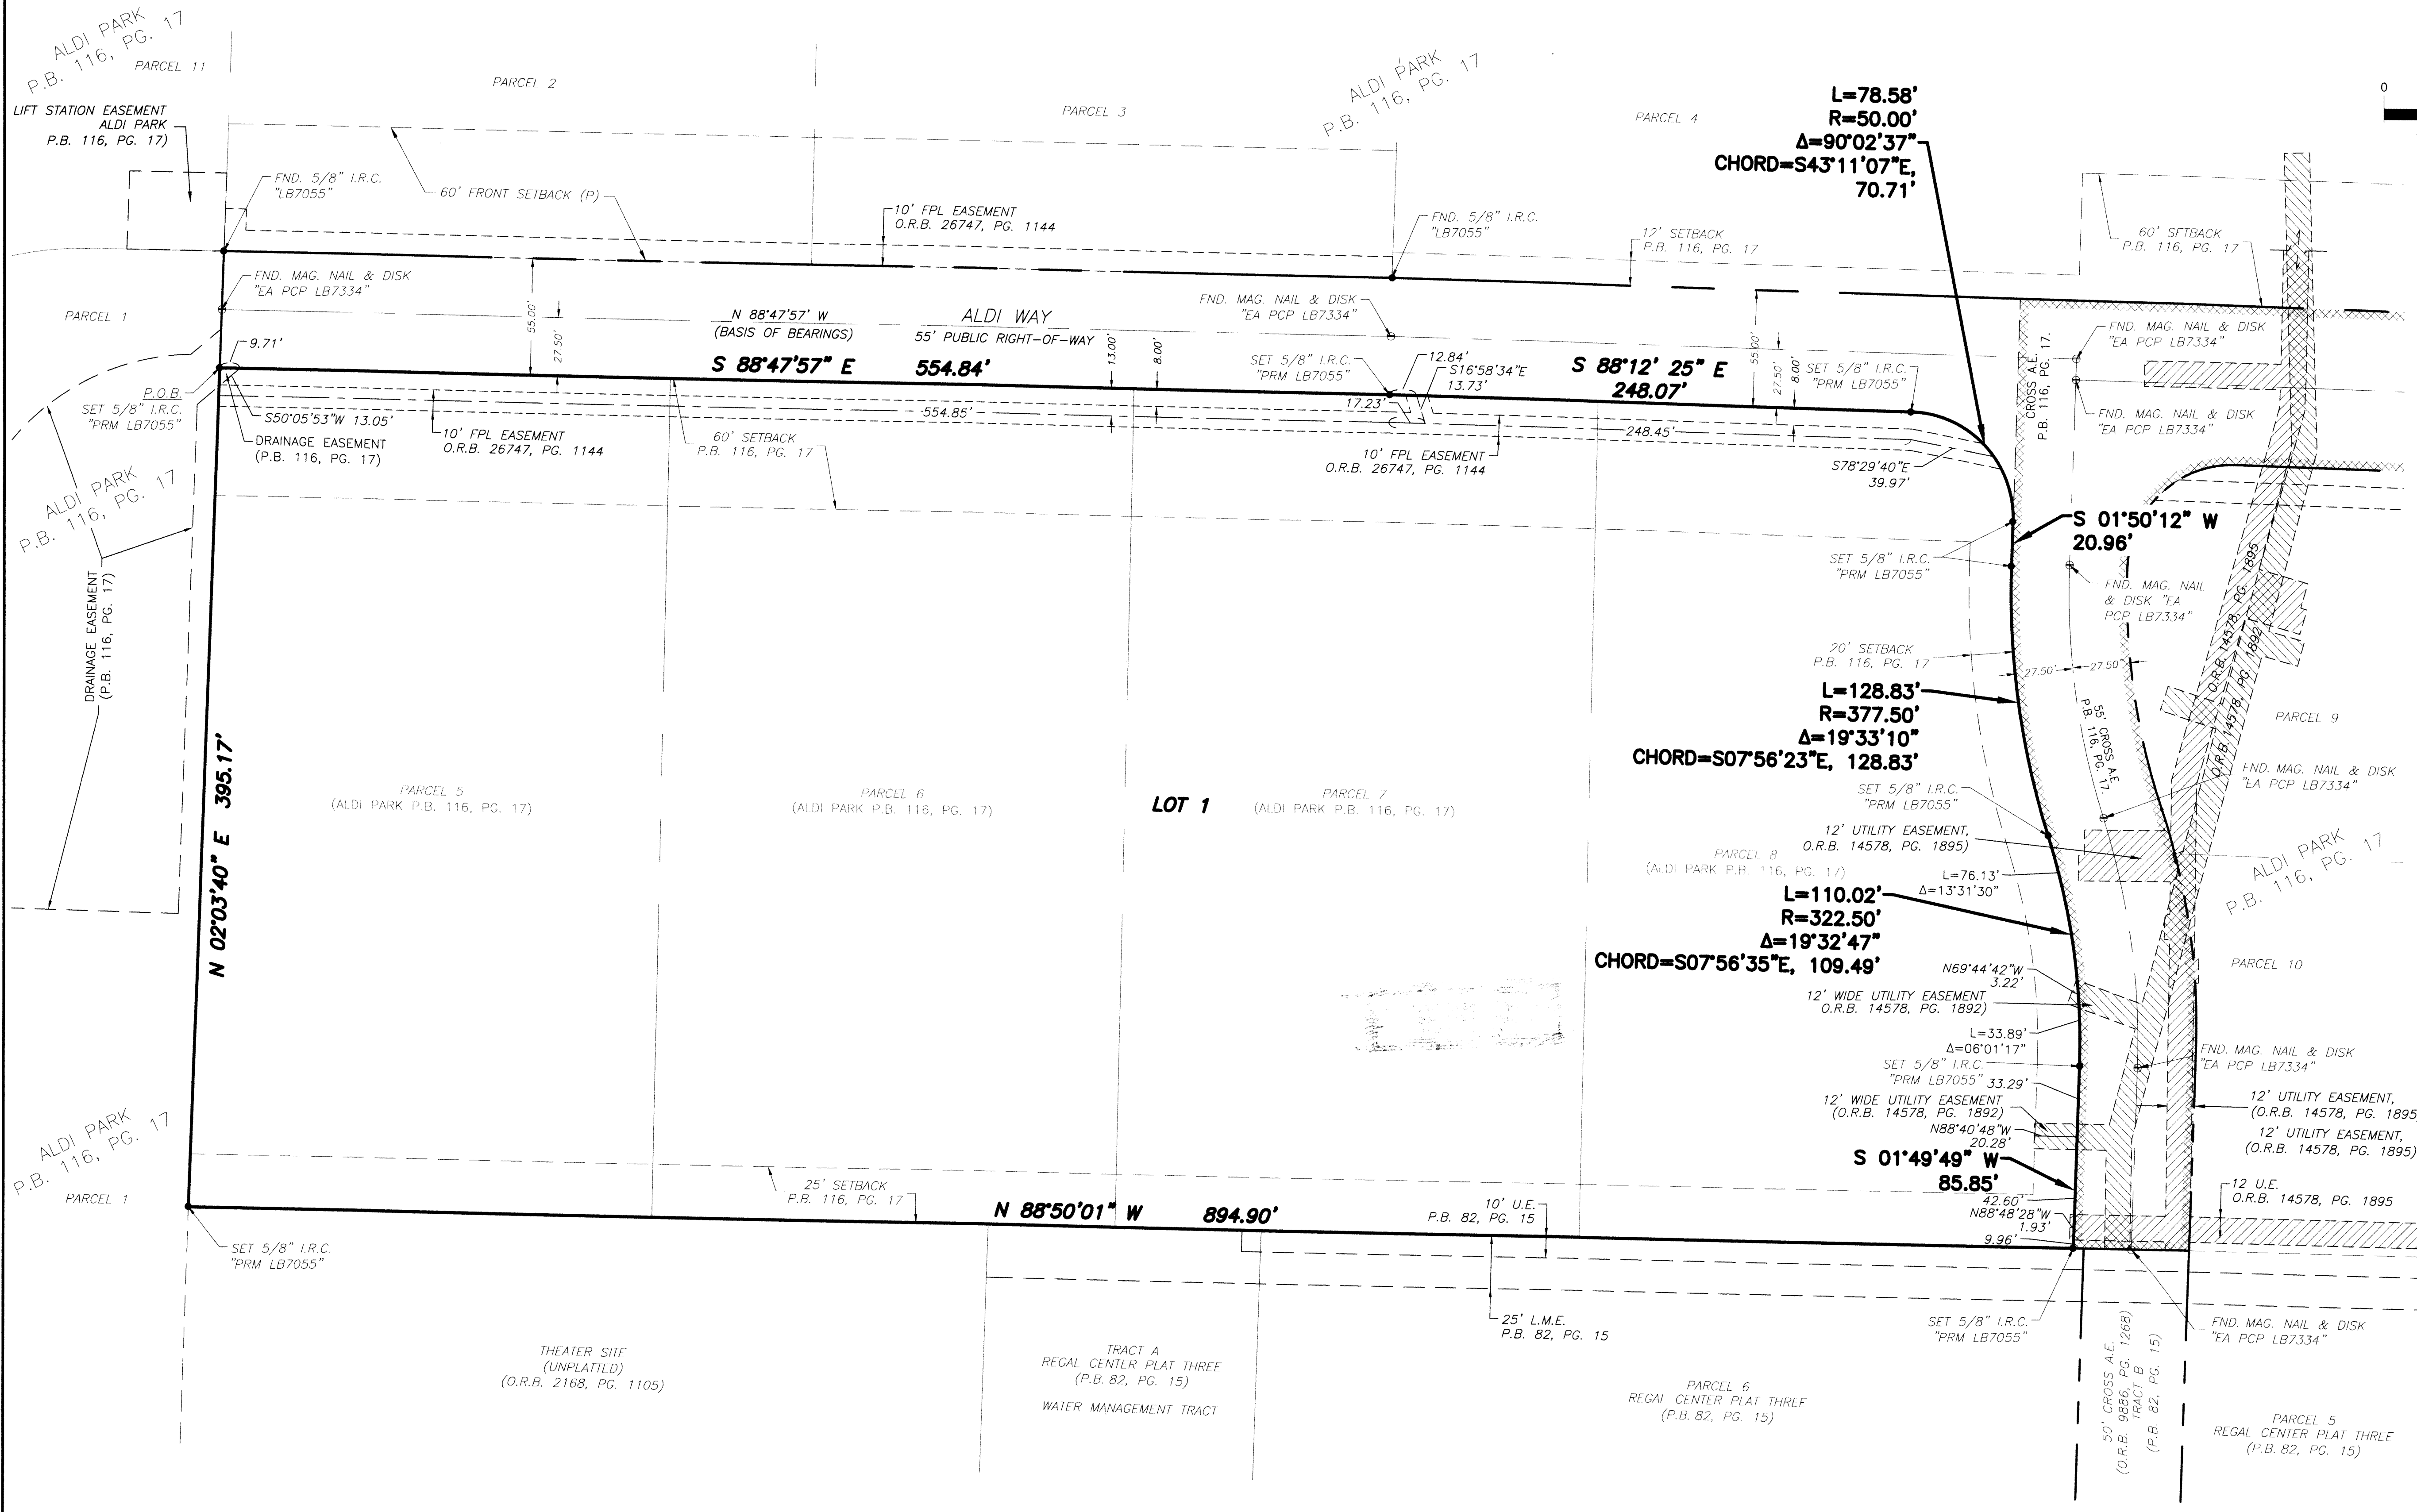 ALDI PARK
P.B. 116, PG. 17
PARCEL 11
LIFT STATION EASEMENT
ALDI PARK
P.B. 116, PG. 17)
PARCEL 2
PARCEL 3
ALDI PARK
P.B. 116, PG. 17
PARCEL 4
L=78.58'
R=50.00'
Δ=90°02'37"
CHORD=S43°11'07"E,
70.71'
0
FND. 5/8" I.R.C.
"LB7055"
60' FRONT SETBACK (P)
10' FPL EASEMENT
O.R.B. 26747, PG. 1144
FND. 5/8" I.R.C.
"LB7055"
12' SETBACK
P.B. 116, PG. 17
60' SETBACK
P.B. 116, PG. 17
FND. MAG. NAIL & DISK
"EA PCP LB7334"
PARCEL 1
55.00'
27.50'
N 88°47'57' W
(BASIS OF BEARINGS)
ALDI WAY
55' PUBLIC RIGHT-OF-WAY
FND. MAG. NAIL & DISK
"EA PCP LB7334"
13.00'
8.00'
55.00'
27.50'
8.00'
CROSS A.E.
P.B. 116, PG. 17.
FND. MAG. NAIL & DISK
"EA PCP LB7334"
9.71'
S 88°47'57" E 554.84'
SET 5/8" I.R.C.
"PRM LB7055"
12.84'
S16°58'34"E
13.73'
17.23'
S 88°12' 25" E
248.07'
SET 5/8" I.R.C.
"PRM LB7055"
P.O.B.
SET 5/8" I.R.C.
"PRM LB7055"
S50°05'53"W 13.05'
DRAINAGE EASEMENT
(P.B. 116, PG. 17)
10' FPL EASEMENT
O.R.B. 26747, PG. 1144
554.85'
60' SETBACK
P.B. 116, PG. 17
10' FPL EASEMENT
O.R.B. 26747, PG. 1144
248.45'
S78°29'40"E
39.97'
FND. MAG. NAIL & DISK
"EA PCP LB7334"
ALDI PARK
P.B. 116, PG. 17
S 01°50'12" W
20.96'
SET 5/8" I.R.C.
"PRM LB7055"
FND. MAG. NAIL
& DISK "EA
PCP LB7334"
O.R.B. 14578, PG. 1895
O.R.B. 14578, PG. 1892
DRAINAGE EASEMENT
(P.B. 116, PG. 17)
20' SETBACK
P.B. 116, PG. 17
27.50'
27.50'
55' CROSS A.E.
P.B. 116, PG. 17.
L=128.83'
R=377.50'
Δ=19°33'10"
CHORD=S07°56'23"E, 128.83'
PARCEL 9
N 02°03'40" E 395.17'
PARCEL 5
(ALDI PARK P.B. 116, PG. 17)
PARCEL 6
(ALDI PARK P.B. 116, PG. 17)
LOT 1
PARCEL 7
(ALDI PARK P.B. 116, PG. 17)
SET 5/8" I.R.C.
"PRM LB7055"
FND. MAG. NAIL & DISK
"EA PCP LB7334"
12' UTILITY EASEMENT,
O.R.B. 14578, PG. 1895)
PARCEL 8
(ALDI PARK P.B. 116, PG. 17)
ALDI PARK
P.B. 116, PG. 17
L=76.13'
Δ=13°31'30"
L=110.02'
R=322.50'
Δ=19°32'47"
CHORD=S07°56'35"E, 109.49'
N69°44'42"W
3.22'
PARCEL 10
12' WIDE UTILITY EASEMENT
O.R.B. 14578, PG. 1892)
L=33.89'
Δ=06°01'17"
SET 5/8" I.R.C.
"PRM LB7055"
33.29'
FND. MAG. NAIL & DISK
"EA PCP LB7334"
12' WIDE UTILITY EASEMENT
(O.R.B. 14578, PG. 1892)
12' UTILITY EASEMENT,
(O.R.B. 14578, PG. 1895
N88°40'48"W
20.28'
12' UTILITY EASEMENT,
(O.R.B. 14578, PG. 1895)
ALDI PARK
P.B. 116, PG. 17
PARCEL 1
S 01°49'49" W
85.85'
42.60'
N88°48'28"W
1.93'
9.96'
12 U.E.
O.R.B. 14578, PG. 1895
25' SETBACK
P.B. 116, PG. 17
N 88°50'01" W 894.90'
10' U.E.
P.B. 82, PG. 15
SET 5/8" I.R.C.
"PRM LB7055"
25' L.M.E.
P.B. 82, PG. 15
SET 5/8" I.R.C.
"PRM LB7055"
FND. MAG. NAIL & DISK
"EA PCP LB7334"
THEATER SITE
(UNPLATTED)
(O.R.B. 2168, PG. 1105)
TRACT A
REGAL CENTER PLAT THREE
(P.B. 82, PG. 15)
WATER MANAGEMENT TRACT
PARCEL 6
REGAL CENTER PLAT THREE
(P.B. 82, PG. 15)
50' CROSS A.E.
(O.R.B. 9886, PG. 1268)
TRACT B
(P.B. 82, PG. 15)
PARCEL 5
REGAL CENTER PLAT THREE
(P.B. 82, PG. 15)